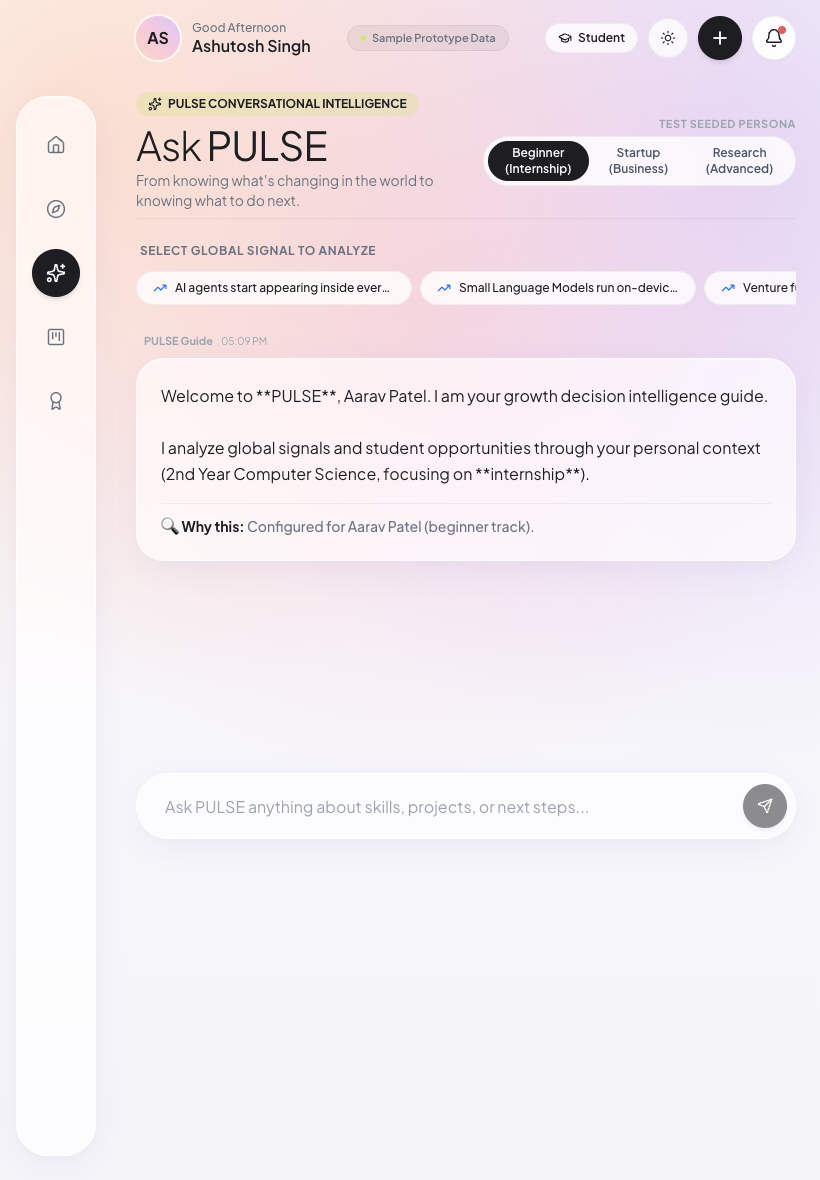 AS
Good Afternoon
Ashutosh Singh
Sample Prototype Data
Student
PULSE CONVERSATIONAL INTELLIGENCE
Ask PULSE
From knowing what's changing in the world to
knowing what to do next.
TEST SEEDED PERSONA
Beginner
(Internship)
Startup
(Business)
Research
(Advanced)
SELECT GLOBAL SIGNAL TO ANALYZE
AI agents start appearing inside ever...
Small Language Models run on-devic...
Venture fu
PULSE Guide 05:09 PM
Welcome to **PULSE**, Aarav Patel. I am your growth decision intelligence guide.
I analyze global signals and student opportunities through your personal context
(2nd Year Computer Science, focusing on **internship**).
🔍 Why this: Configured for Aarav Patel (beginner track).
Ask PULSE anything about skills, projects, or next steps...